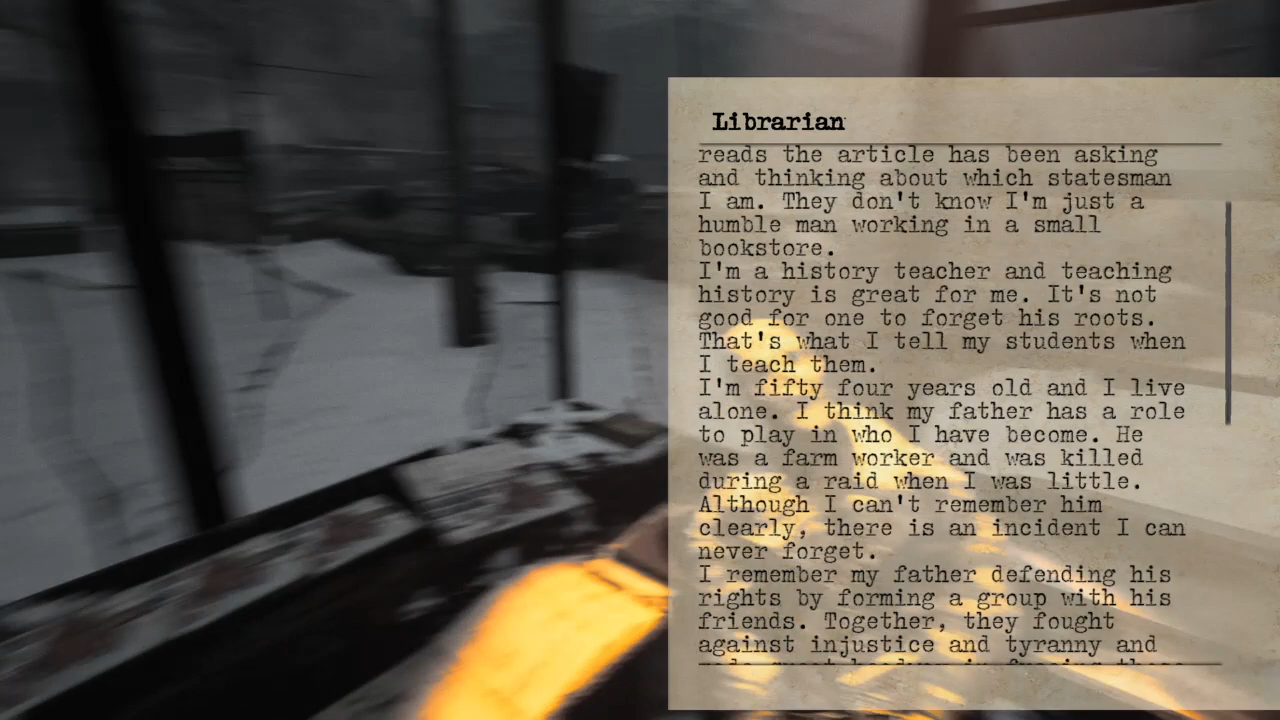 Librarian
reads the article has been asking
and thinking about which statesman
I am. They don't know I'm just a
humble man working in a small
bookstore.
I'm a history teacher and teaching
history is great for me. It's not
good for one to forget his roots.
That's what I tell my students when
I teach them.
I'm fifty four years old and I live
alone. I think my father has a role
to play in who I have become. He
was a farm worker and was killed
during a raid when I was little.
Although I can't remember him
clearly, there is an incident I can
never forget.
I remember my father defending his
rights by forming a group with his
friends. Together, they fought
against injustice and tyranny and